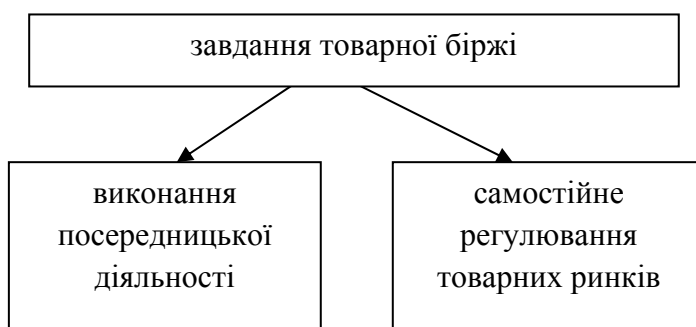 завдання товарної біржі
виконання
посередницької
діяльності
самостійне
регулювання
товарних ринків